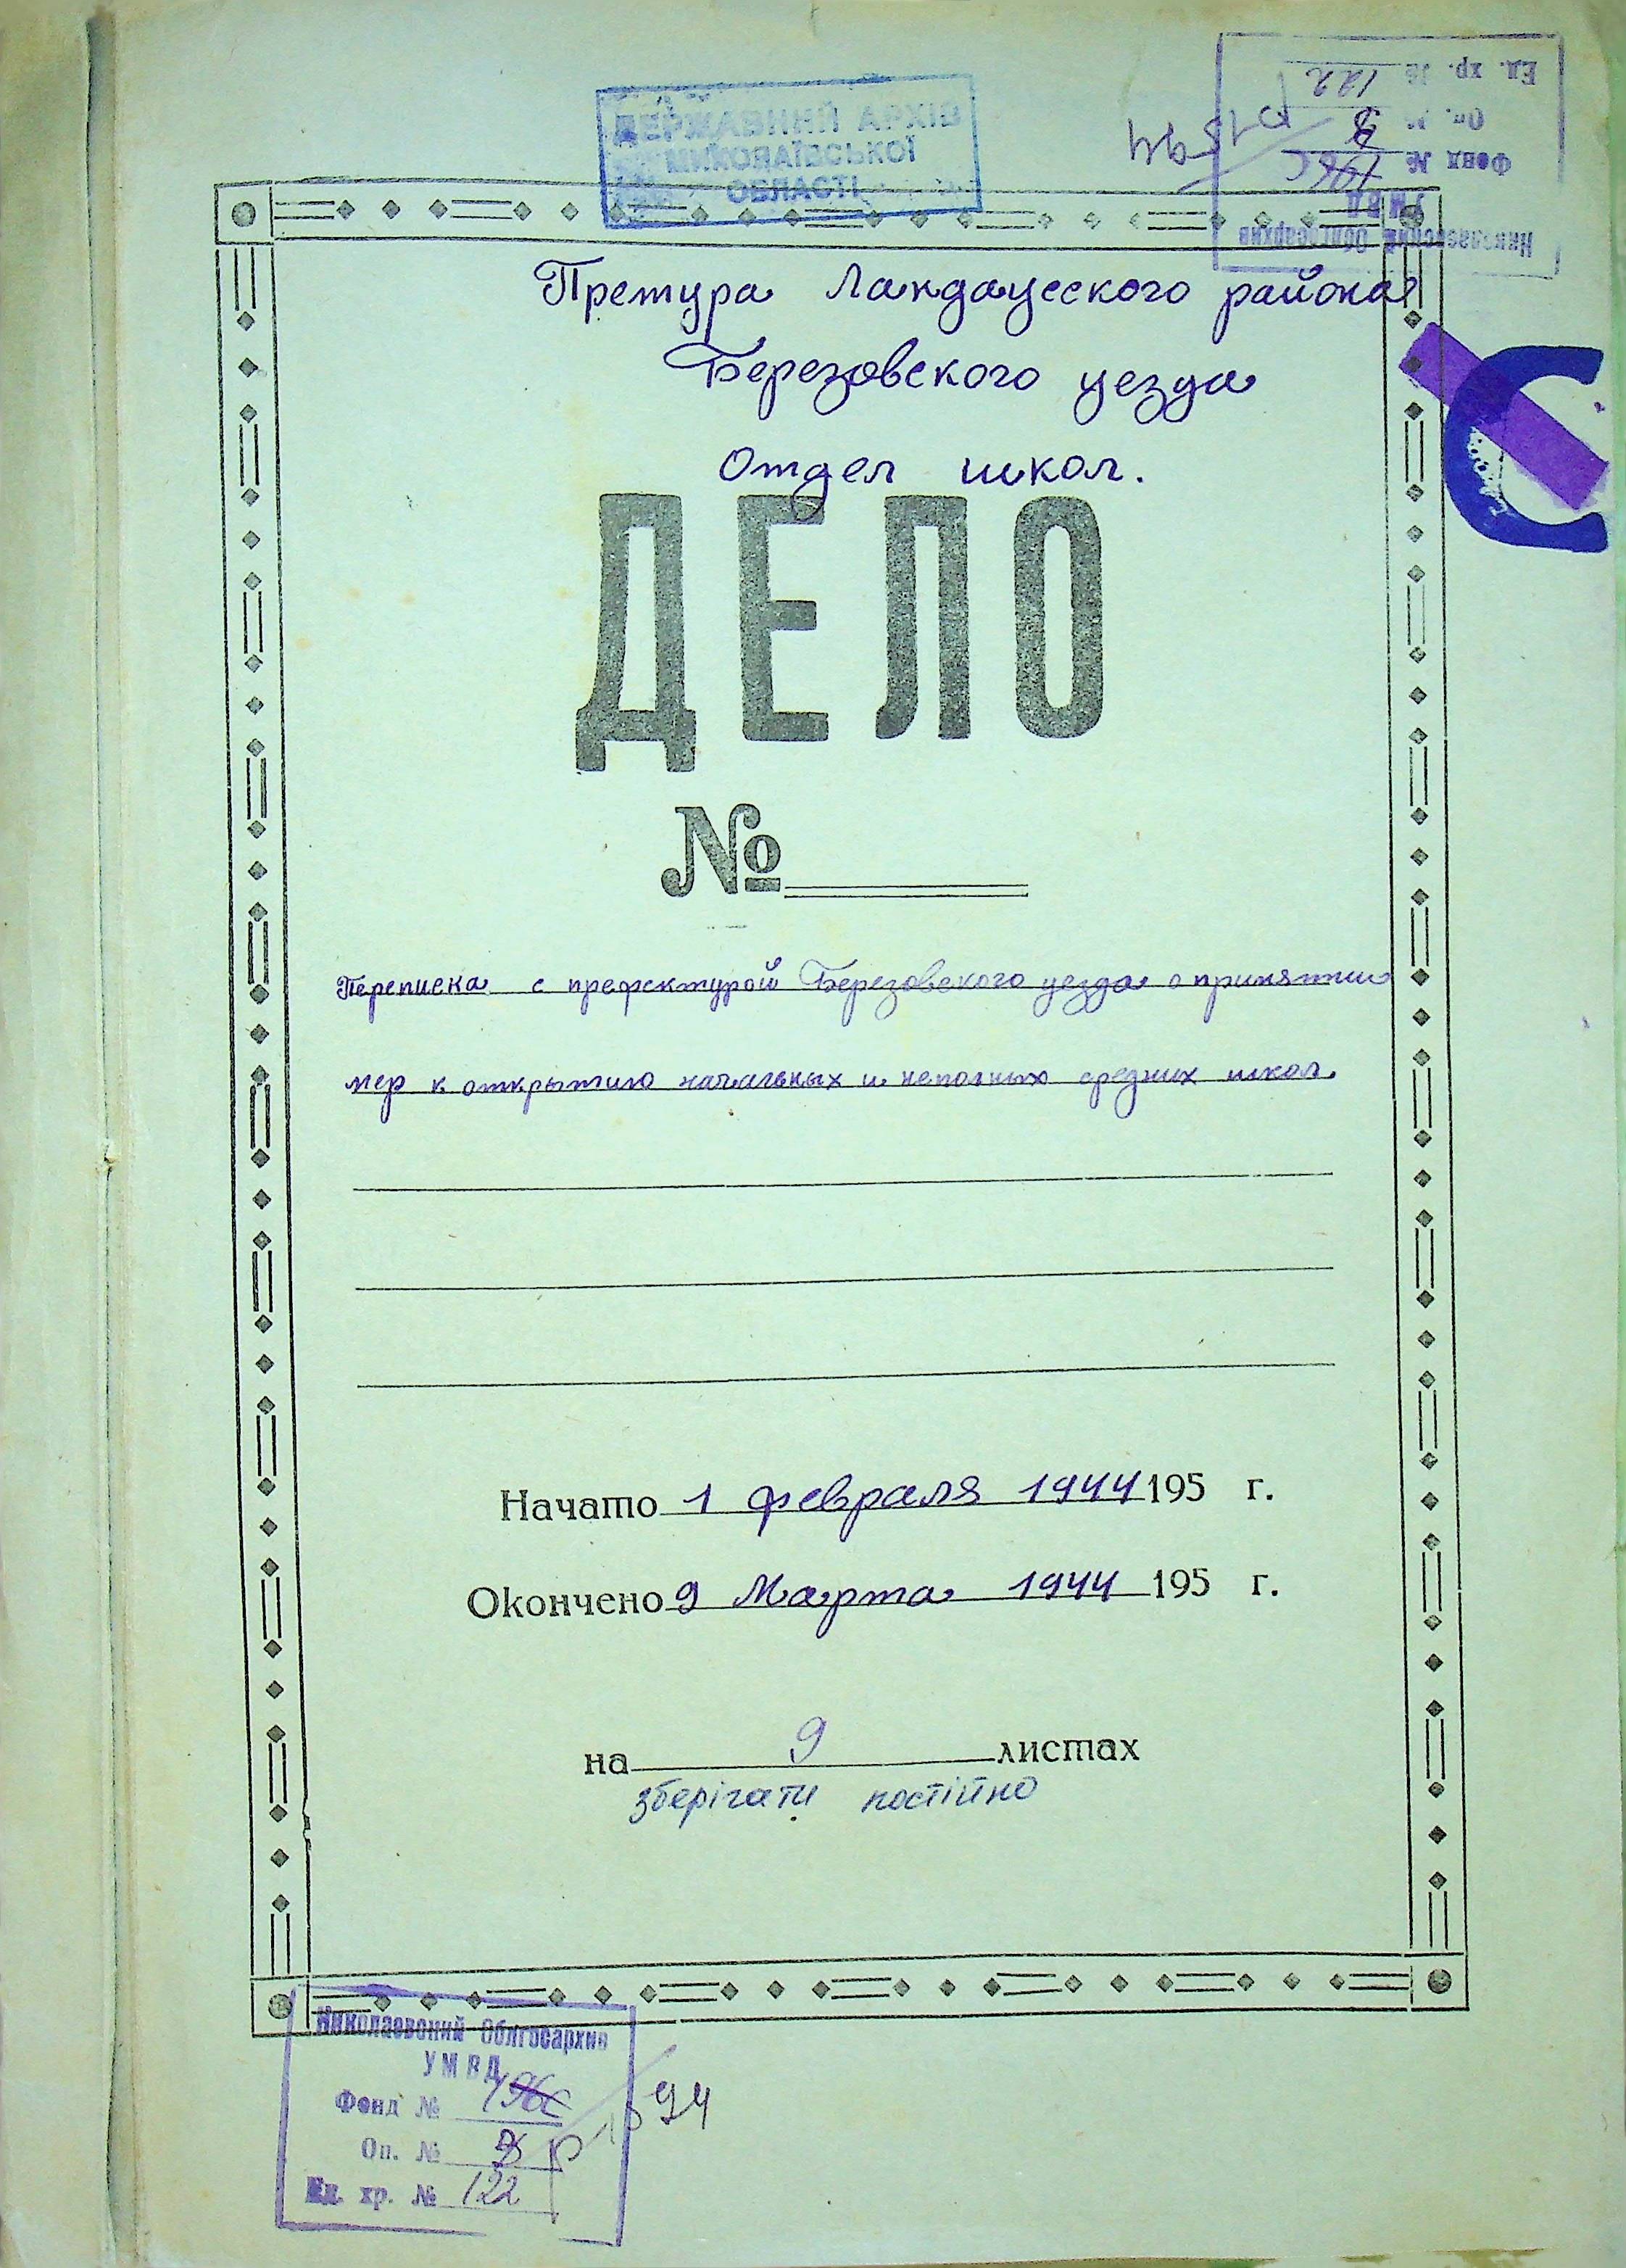 ДЕРЖАВНИЙ АРХІВ
МИКОЛАЇВСЬКОЇ
ОБЛАСТІ
Николаевский Облгосархив
УМВД
Фонд №
Оп. №
Ед. хр. № 122
Претура Ландауского района
Березовского уезда
Отдел школ.
ДЕЛО
№
Переписка с префектурой Березовского уезда о принятии
мер к открытию начальных и неполных средних школ.
Начато 1 февраля 1944 195 г.
Окончено 9 Марта 1944 195 г.
на 9 листах
зберігати постійно
Николаевский Облгосархив
УМВД
Фонд №
Оп. №
Ед. хр. № 122